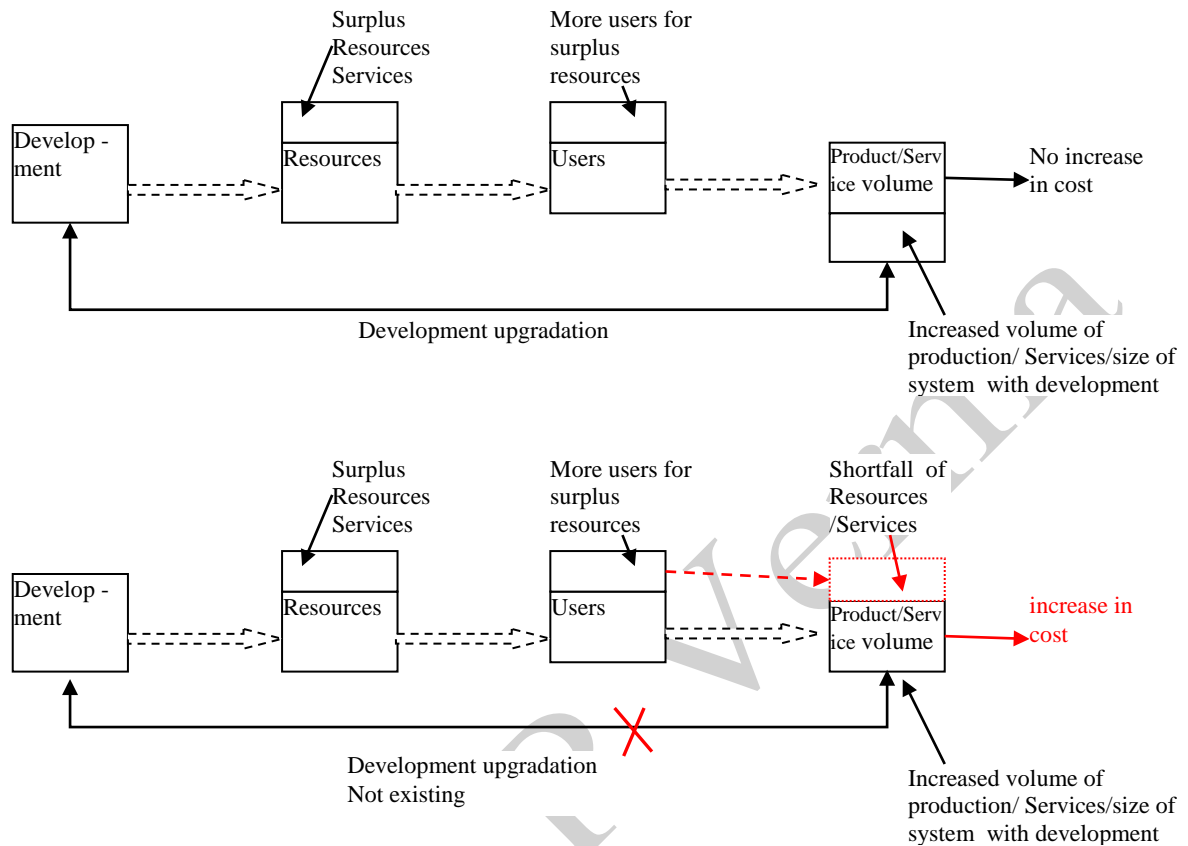 Surplus
Resources
Services
More users for
surplus
resources
Develop -
ment
Resources
Users
Product/Serv
ice volume
No increase
in cost
Development upgradation
Increased volume of
production/ Services/size of
system with development
Surplus
Resources
Services
More users for
surplus
resources
Shortfall of
Resources
/Services
Develop -
ment
Resources
Users
Product/Serv
ice volume
increase in
cost
Development upgradation
Not existing
Increased volume of
production/ Services/size of
system with development